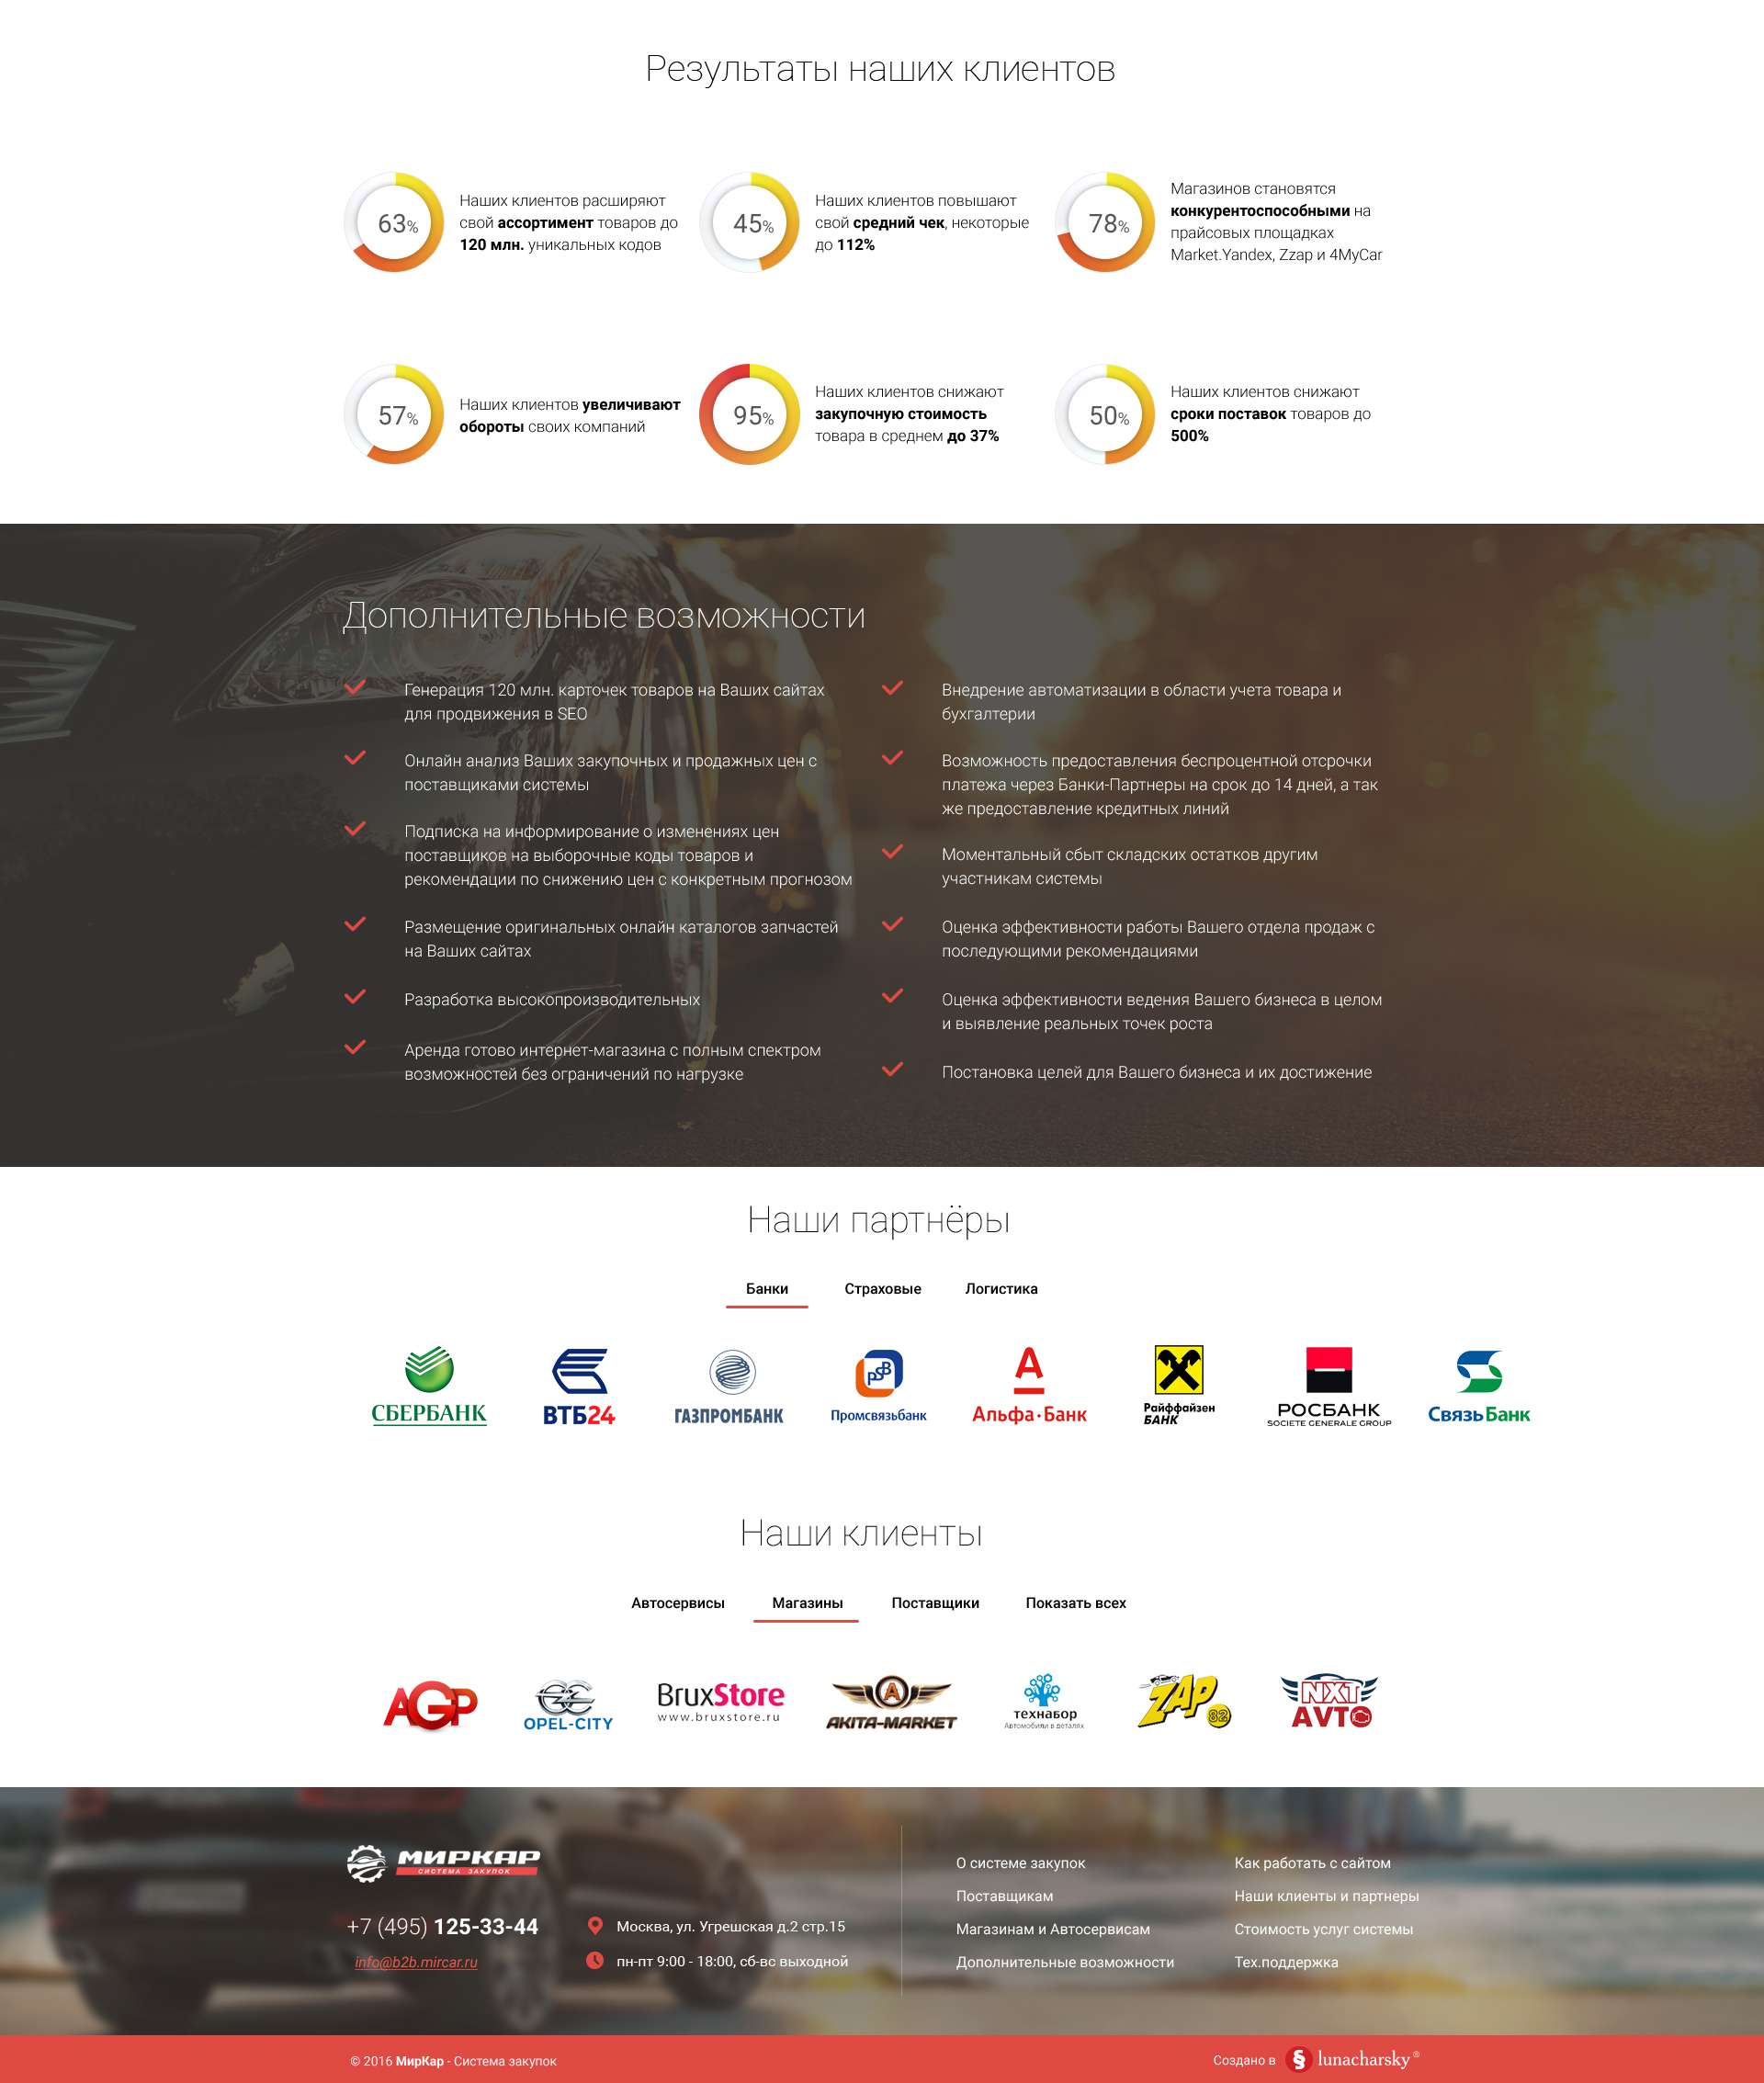 Результаты наших клиентов
63%
Наших клиентов расширяют
свой ассортимент товаров до
120 млн. уникальных кодов
45%
Наших клиентов повышают
свой средний чек, некоторые
до 112%
78%
Магазинов становятся
конкурентоспособными на
прайсовых площадках
Market.Yandex, Zzap и 4MyCar
57%
Наших клиентов увеличивают
обороты своих компаний
95%
Наших клиентов снижают
закупочную стоимость
товара в среднем до 37%
50%
Наших клиентов снижают
сроки поставок товаров до
500%
Дополнительные возможности
Генерация 120 млн. карточек товаров на Ваших сайтах
для продвижения в SEO
Онлайн анализ Ваших закупочных и продажных цен с
поставщиками системы
Подписка на информирование о изменениях цен
поставщиков на выборочные коды товаров и
рекомендации по снижению цен с конкретным прогнозом
Размещение оригинальных онлайн каталогов запчастей
на Ваших сайтах
Разработка высокопроизводительных
Аренда готово интернет-магазина с полным спектром
возможностей без ограничений по нагрузке
Внедрение автоматизации в области учета товара и
бухгалтерии
Возможность предоставления беспроцентной отсрочки
платежа через Банки-Партнеры на срок до 14 дней, а так
же предоставление кредитных линий
Моментальный сбыт складских остатков другим
участникам системы
Оценка эффективности работы Вашего отдела продаж с
последующими рекомендациями
Оценка эффективности ведения Вашего бизнеса в целом
и выявление реальных точек роста
Постановка целей для Вашего бизнеса и их достижение
Наши партнёры
Банки Страховые Логистика
СБЕРБАНК
ВТБ24
ГАЗПРОМБАНК
PSB
Промсвязьбанк
А
Альфа·Банк
Райффайзен
БАНК
РОСБАНК
SOCIETE GENERALE GROUP
СвязьБанк
Наши клиенты
Автосервисы Магазины Поставщики Показать всех
AGP
OPEL-CITY
BruxStore
www.bruxstore.ru
A
AKITA-MARKET
технабор
Автомобили в деталях
ZAP
82
NXT
AVTO
МИРКАР
СИСТЕМА ЗАКУПОК
+7 (495) 125-33-44
info@b2b.mircar.ru
Москва, ул. Угрешская д.2 стр.15
пн-пт 9:00 - 18:00, сб-вс выходной
О системе закупок
Поставщикам
Магазинам и Автосервисам
Дополнительные возможности
Как работать с сайтом
Наши клиенты и партнеры
Стоимость услуг системы
Тех.поддержка
© 2016 МирКар - Система закупок
Создано в § lunacharsky®